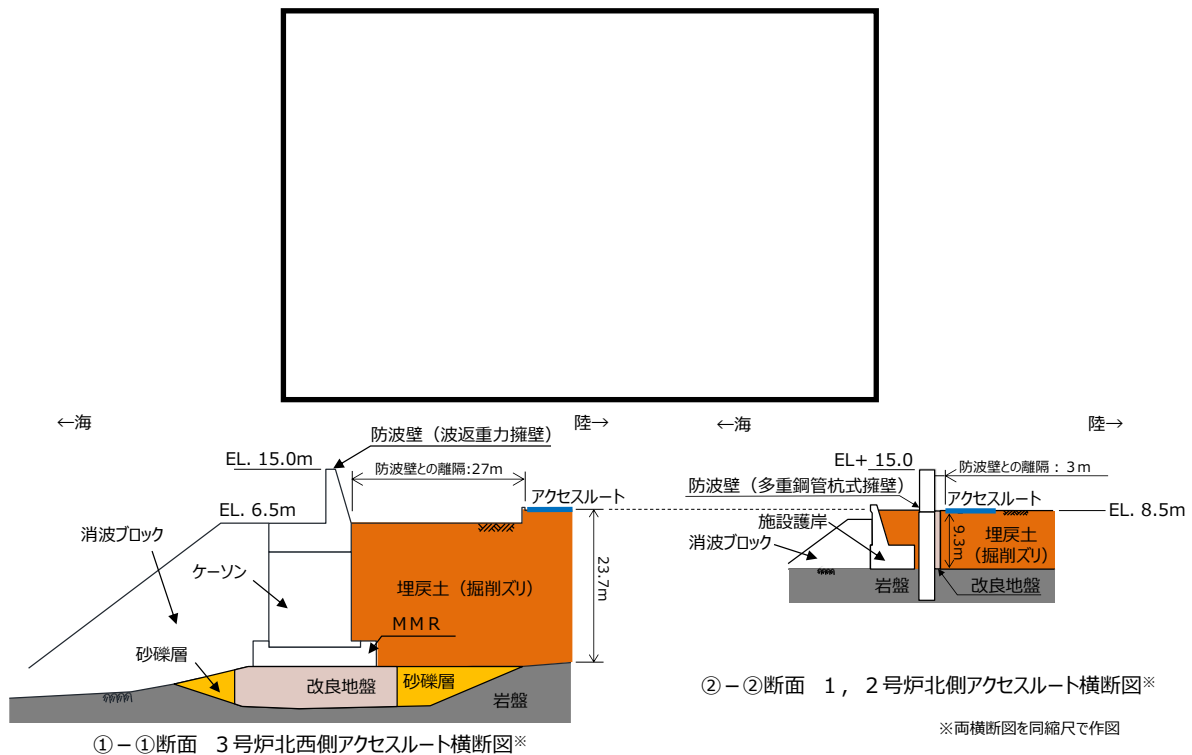 ←海
陸→
防波壁（波返重力擁壁）
EL. 15.0m
防波壁との離隔:27m
アクセスルート
EL. 6.5m
消波ブロック
ケーソン
埋戻土（掘削ズリ）
23.7m
ＭＭＲ
砂礫層
改良地盤
砂礫層
岩盤
①－①断面　３号炉北西側アクセスルート横断図※
←海
陸→
EL+ 15.0
防波壁との離隔：3m
防波壁（多重鋼管杭式擁壁）
アクセスルート
EL. 8.5m
施設護岸
消波ブロック
9.3m
埋戻土
（掘削ズリ）
岩盤
改良地盤
②－②断面　１，２号炉北側アクセスルート横断図※
※両横断図を同縮尺で作図